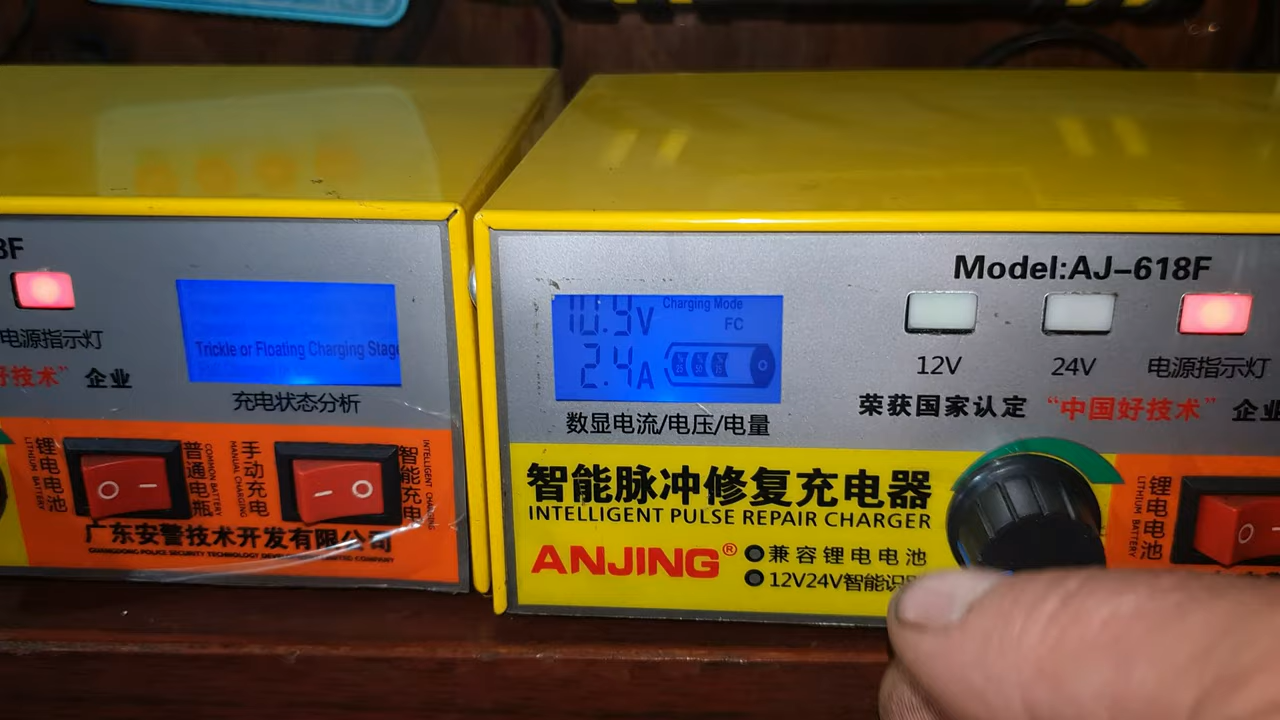 8F
电源指示灯
好技术” 企业
Trickle or Floating Charging Stage
充电状态分析
锂电电池
LITHIUM BATTERY
普通电瓶
COMMON BATTERY
手动充电
MANUAL CHARGING
智能充电
INTELLIGENT CHARGING
广东安警技术开发有限公司
10.9V
Charging Mode
FC
2.4A
25 50 75
数显电流/电压/电量
Model:AJ-618F
12V
24V
电源指示灯
荣获国家认定 “中国好技术” 企业
智能脉冲修复充电器
INTELLIGENT PULSE REPAIR CHARGER
ANJING®
兼容锂电电池
12V24V智能识别
锂电电池
LITHIUM BATTERY